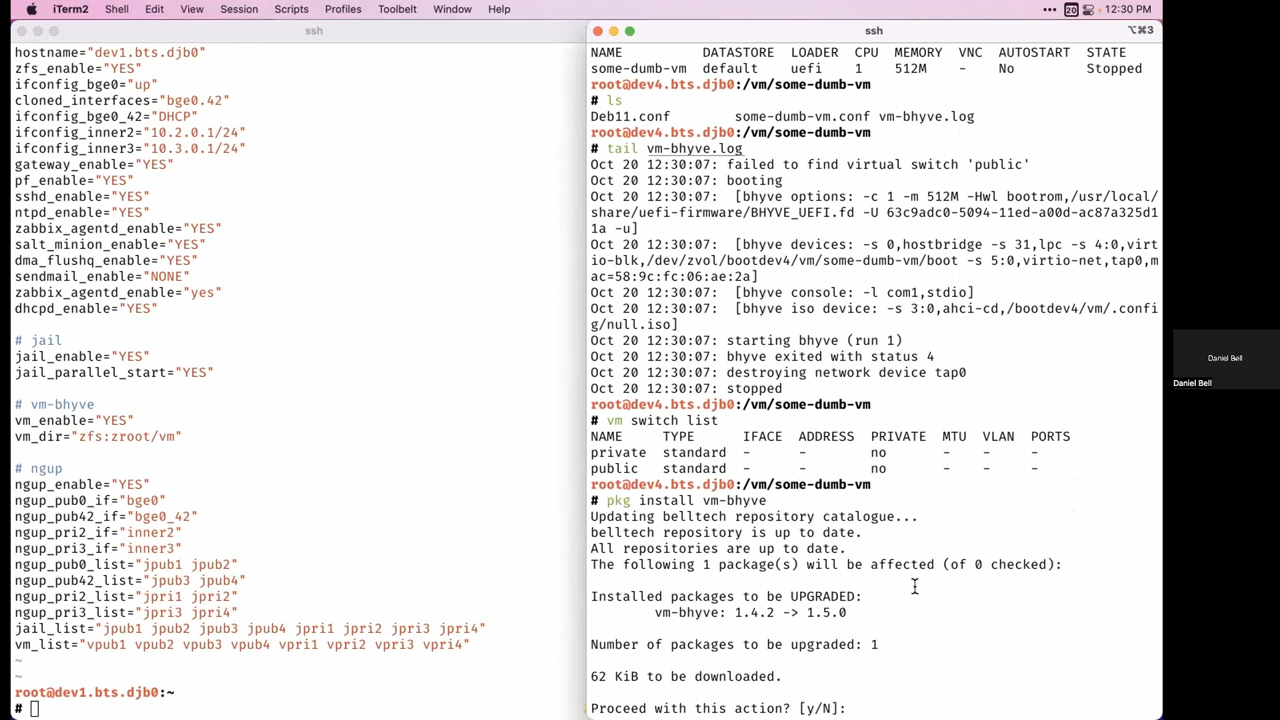 iTerm2 Shell Edit View Session Scripts Profiles Toolbelt Window Help ••• 20 12:30 PM
ssh
hostname="dev1.bts.djb0"
zfs_enable="YES"
ifconfig_bge0="up"
cloned_interfaces="bge0.42"
ifconfig_bge0_42="DHCP"
ifconfig_inner2="10.2.0.1/24"
ifconfig_inner3="10.3.0.1/24"
gateway_enable="YES"
pf_enable="YES"
sshd_enable="YES"
ntpd_enable="YES"
zabbix_agentd_enable="YES"
salt_minion_enable="YES"
dma_flushq_enable="YES"
sendmail_enable="NONE"
zabbix_agentd_enable="yes"
dhcpd_enable="YES"
# jail
jail_enable="YES"
jail_parallel_start="YES"
# vm-bhyve
vm_enable="YES"
vm_dir="zfs:zroot/vm"
# ngup
ngup_enable="YES"
ngup_pub0_if="bge0"
ngup_pub42_if="bge0_42"
ngup_pri2_if="inner2"
ngup_pri3_if="inner3"
ngup_pub0_list="jpub1 jpub2"
ngup_pub42_list="jpub3 jpub4"
ngup_pri2_list="jpri1 jpri2"
ngup_pri3_list="jpri3 jpri4"
jail_list="jpub1 jpub2 jpub3 jpub4 jpri1 jpri2 jpri3 jpri4"
vm_list="vpub1 vpub2 vpub3 vpub4 vpri1 vpri2 vpri3 vpri4"
~
~
root@dev1.bts.djb0:~
#
ssh ⌥⌘3
NAME DATASTORE LOADER CPU MEMORY VNC AUTOSTART STATE
some-dumb-vm default uefi 1 512M - No Stopped
root@dev4.bts.djb0:/vm/some-dumb-vm
# ls
Deb11.conf some-dumb-vm.conf vm-bhyve.log
root@dev4.bts.djb0:/vm/some-dumb-vm
# tail vm-bhyve.log
Oct 20 12:30:07: failed to find virtual switch 'public'
Oct 20 12:30:07: booting
Oct 20 12:30:07:  [bhyve options: -c 1 -m 512M -Hwl bootrom,/usr/local/
share/uefi-firmware/BHYVE_UEFI.fd -U 63c9adc0-5094-11ed-a00d-ac87a325d1
1a -u]
Oct 20 12:30:07:  [bhyve devices: -s 0,hostbridge -s 31,lpc -s 4:0,virt
io-blk,/dev/zvol/bootdev4/vm/some-dumb-vm/boot -s 5:0,virtio-net,tap0,m
ac=58:9c:fc:06:ae:2a]
Oct 20 12:30:07:  [bhyve console: -l com1,stdio]
Oct 20 12:30:07:  [bhyve iso device: -s 3:0,ahci-cd,/bootdev4/vm/.confi
g/null.iso]
Oct 20 12:30:07: starting bhyve (run 1)
Oct 20 12:30:07: bhyve exited with status 4
Oct 20 12:30:07: destroying network device tap0
Oct 20 12:30:07: stopped
root@dev4.bts.djb0:/vm/some-dumb-vm
# vm switch list
NAME TYPE IFACE ADDRESS PRIVATE MTU VLAN PORTS
private standard - - no - - -
public standard - - no - - -
root@dev4.bts.djb0:/vm/some-dumb-vm
# pkg install vm-bhyve
Updating belltech repository catalogue...
belltech repository is up to date.
All repositories are up to date.
The following 1 package(s) will be affected (of 0 checked):
Installed packages to be UPGRADED:
vm-bhyve: 1.4.2 -> 1.5.0
Number of packages to be upgraded: 1
62 KiB to be downloaded.
Proceed with this action? [y/N]:
Daniel Bell
Daniel Bell